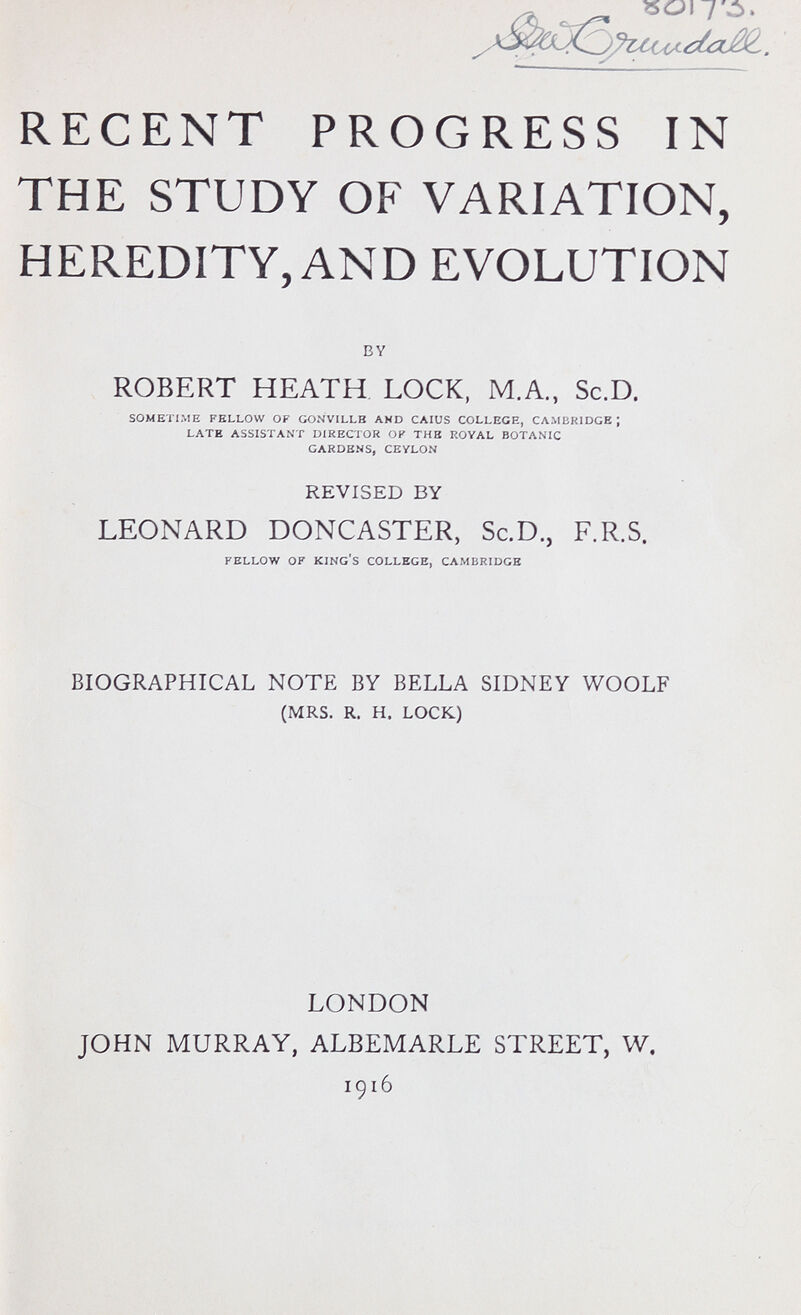 80173.
RECENT PROGRESS IN
THE STUDY OF VARIATION,
HEREDITY, AND EVOLUTION
BY
ROBERT HEATH LOCK, M.A., Sc.D.
SOMETIME FELLOW OF GONVILLE AND CAIUS COLLEGE, CAMBRIDGE;
LATE ASSISTANT DIRECTOR OF THE ROYAL BOTANIC
GARDENS, CEYLON
REVISED BY
LEONARD DONCASTER, Sc.D., F.R.S.
FELLOW OF KING'S COLLEGE, CAMBRIDGE
BIOGRAPHICAL NOTE BY BELLA SIDNEY WOOLF
(MRS. R. H. LOCK)
LONDON
JOHN MURRAY, ALBEMARLE STREET, W.
1916